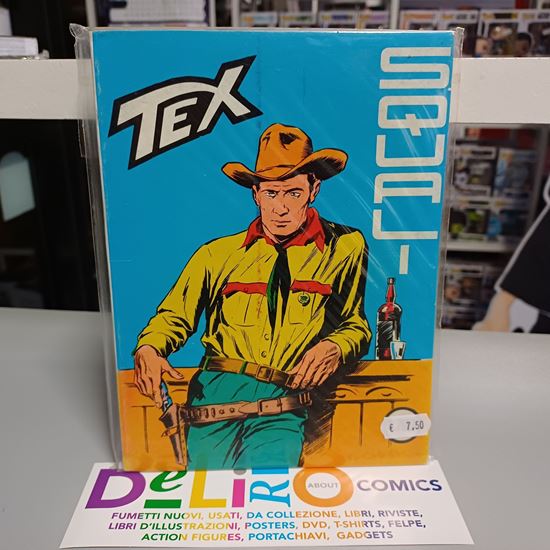 TEX
SQUALI
€ 7,50
DeLiRiO ABOUT COMICS
FUMETTI NUOVI, USATI, DA COLLEZIONE, LIBRI, RIVISTE,
LIBRI D'ILLUSTRAZIONI, POSTERS, DVD, T-SHIRTS, FELPE,
ACTION FIGURES, PORTACHIAVI, GADGETS